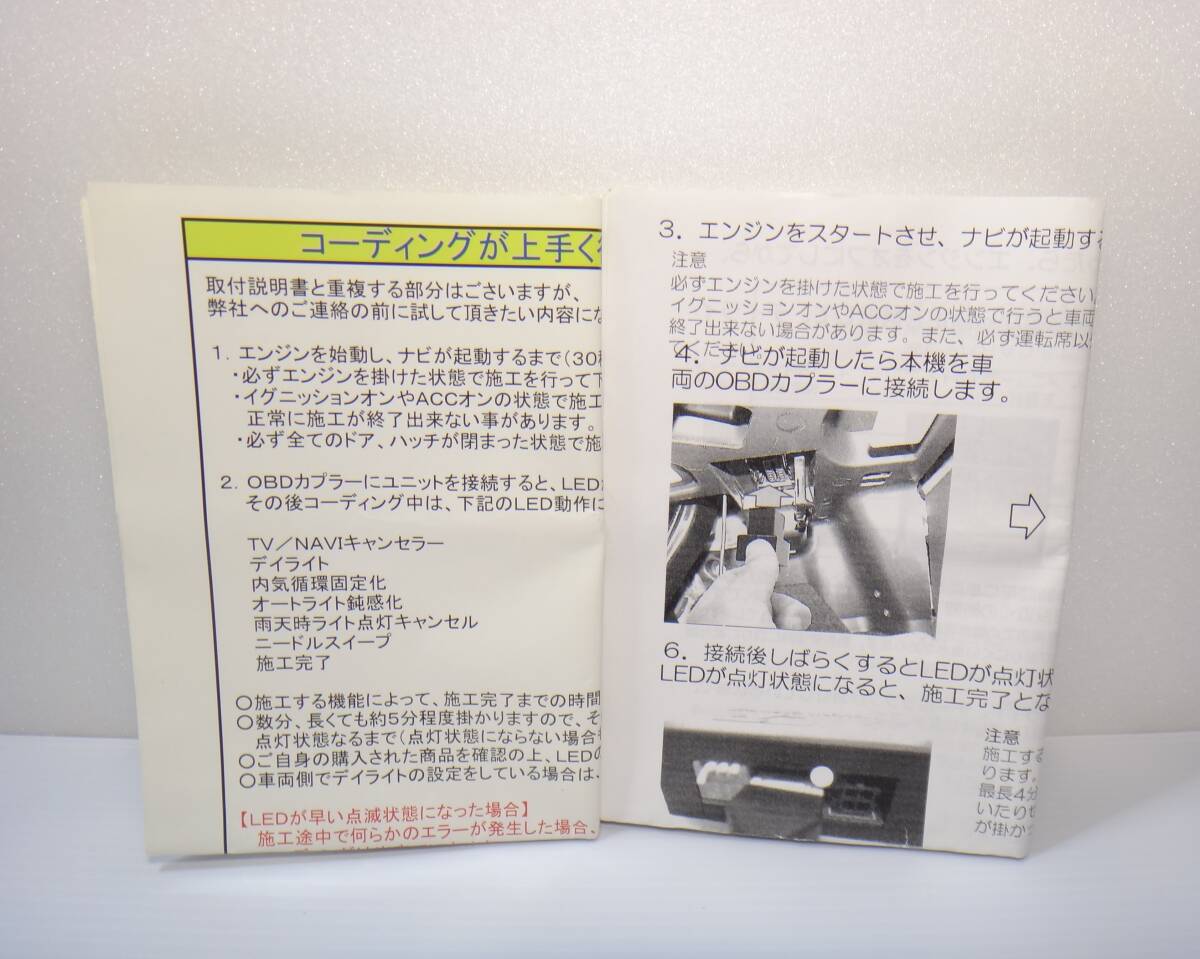 コーディングが上手く
取付説明書と重複する部分はございますが、
弊社へのご連絡の前に試して頂きたい内容にな
1．エンジンを始動し、ナビが起動するまで（30
・必ずエンジンを掛けた状態で施工を行って下
・イグニッションオンやACCオンの状態で施工
正常に施工が終了出来ない事があります。
・必ず全てのドア、ハッチが閉まった状態で施
2．OBDカプラーにユニットを接続すると、LED
その後コーディング中は、下記のLED動作に
TV／NAVIキャンセラー
デイライト
内気循環固定化
オートライト鈍感化
雨天時ライト点灯キャンセル
ニードルスイープ
施工完了
○施工する機能によって、施工完了までの時間
○数分、長くても約5分程度掛かりますので、そ
点灯状態なるまで（点灯状態にならない場合
○ご自身の購入された商品を確認の上、LEDの
○車両側でデイライトの設定をしている場合は、
【LEDが早い点滅状態になった場合】
施工途中で何らかのエラーが発生した場合、
3．エンジンをスタートさせ、ナビが起動する
注意
必ずエンジンを掛けた状態で施工を行ってください。
イグニッションオンやACCオンの状態で行うと車両
終了出来ない場合があります。また、必ず運転席以
てください
4．ナビが起動したら本機を車
両のOBDカプラーに接続します。
6．接続後しばらくするとLEDが点灯状
LEDが点灯状態になると、施工完了とな
注意
施工する
ります。
最長4分
いたりせ
が掛かっ